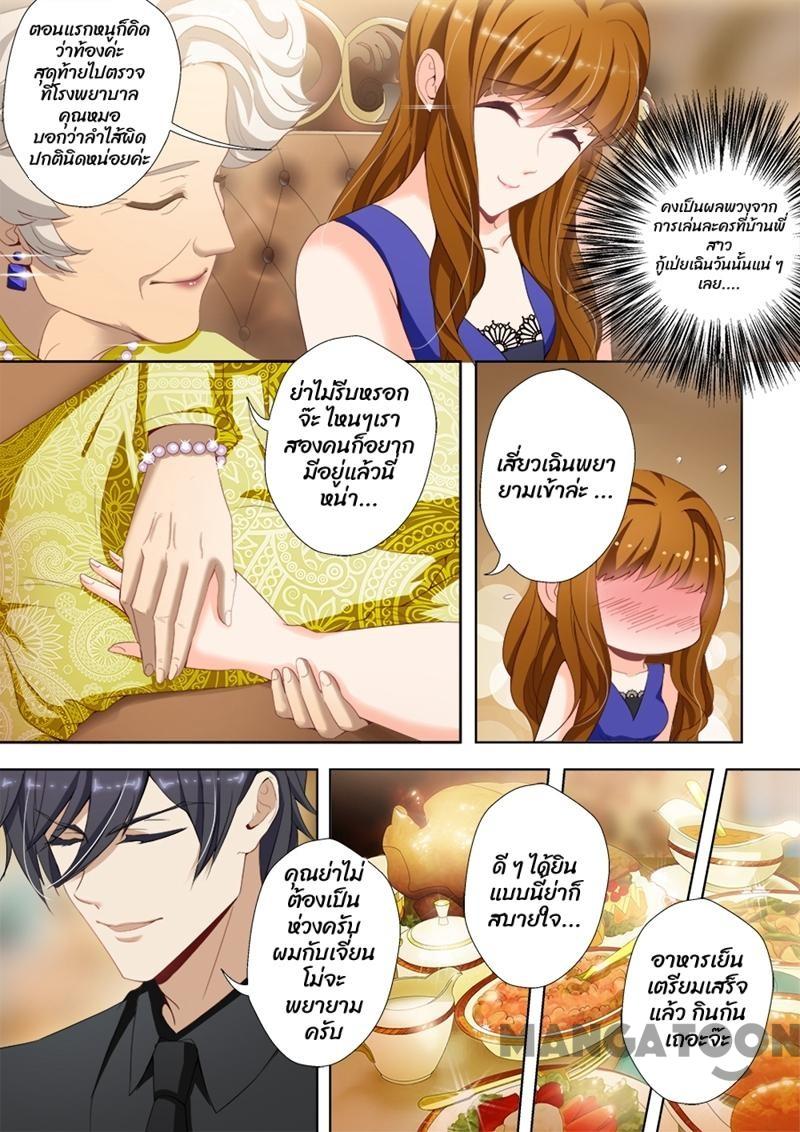 ตอนแรกหนูก็คิด
ว่าท้องค่ะ
สุดท้ายไปตรวจ
ที่โรงพยาบาล
คุณหมอ
บอกว่าลำไส้ผิด
ปกตินิดหน่อยค่ะ
คงเป็นผลพวงจาก
การเล่นละครที่บ้านพี่
สาว
กู้เป่ยเฉินวันนั้นแน่ ๆ
เลย....
ย่าไม่รีบหรอก
จ๊ะ ไหนๆเรา
สองคนก็อยาก
มีอยู่แล้วนี่
หน่า...
เสี่ยวเฉินพยา
ยามเข้าล่ะ ...
คุณย่าไม่
ต้องเป็น
ห่วงครับ
ผมกับเจี่ยน
โม่จะ
พยายาม
ครับ
ดี ๆ ได้ยิน
แบบนี้ย่าก็
สบายใจ...
อาหารเย็น
เตรียมเสร็จ
แล้ว กินกัน
เถอะจ๊ะ
MANGATOON